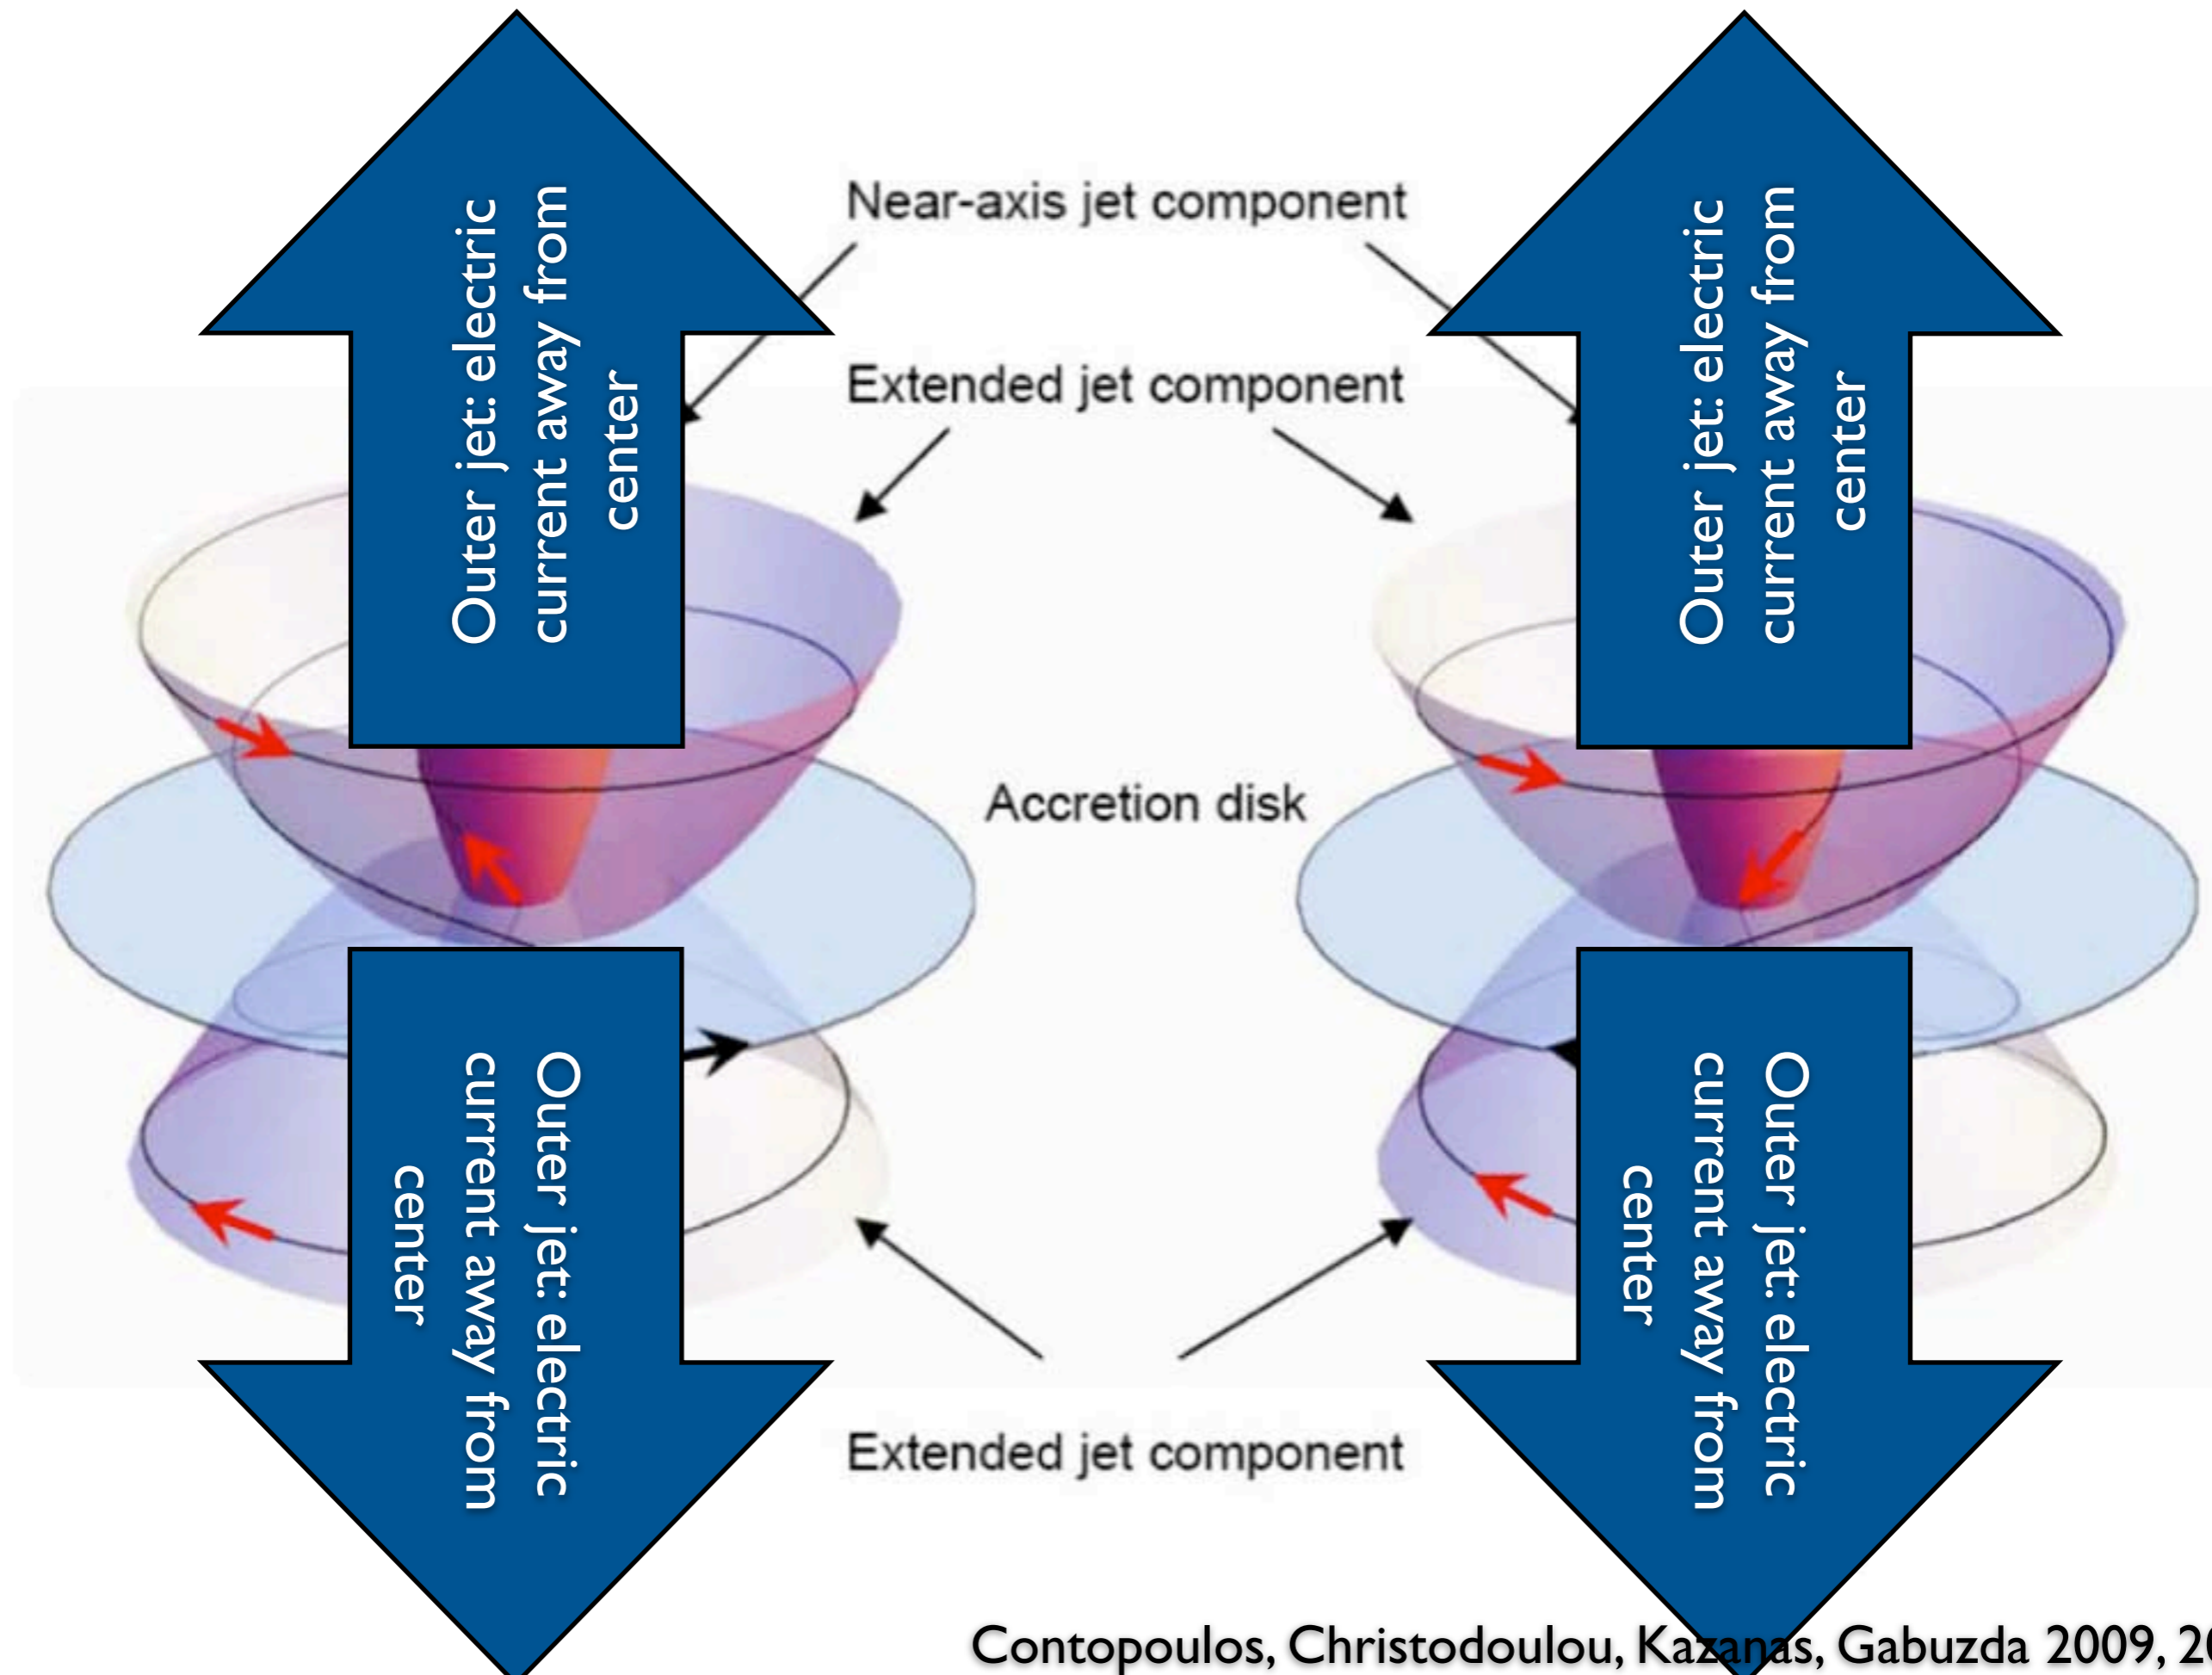 Outer jet: electric
current away from
center
Near-axis jet component
Extended jet component
Outer jet: electric
current away from
center
Accretion disk
Outer jet: electric
current away from
center
Extended jet component
Outer jet: electric
current away from
center
Contopoulos, Christodoulou, Kazanas, Gabuzda 2009,